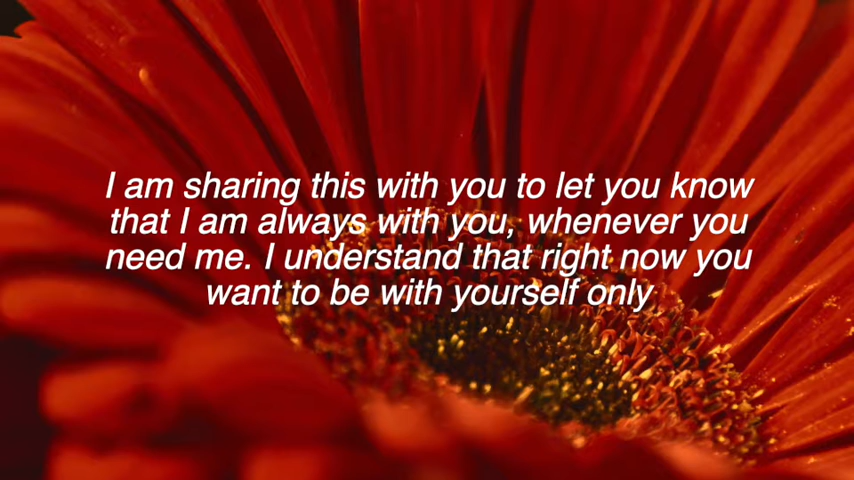 I am sharing this with you to let you know
that I am always with you, whenever you
need me. I understand that right now you
want to be with yourself only